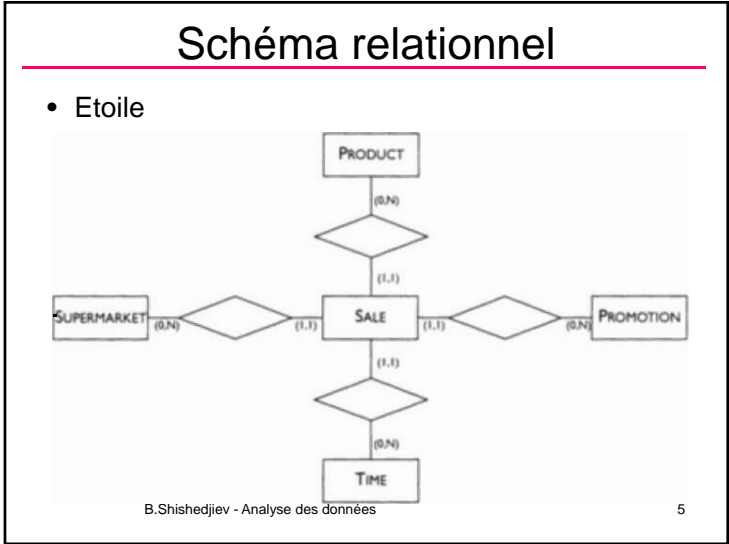 Schéma relationnel
• Etoile
PRODUCT
(0,N)
(1,1)
SUPERMARKET (0,N) (1,1) SALE (1,1) (0,N) PROMOTION
(1,1)
(0,N)
TIME
B.Shishedjiev - Analyse des données 5